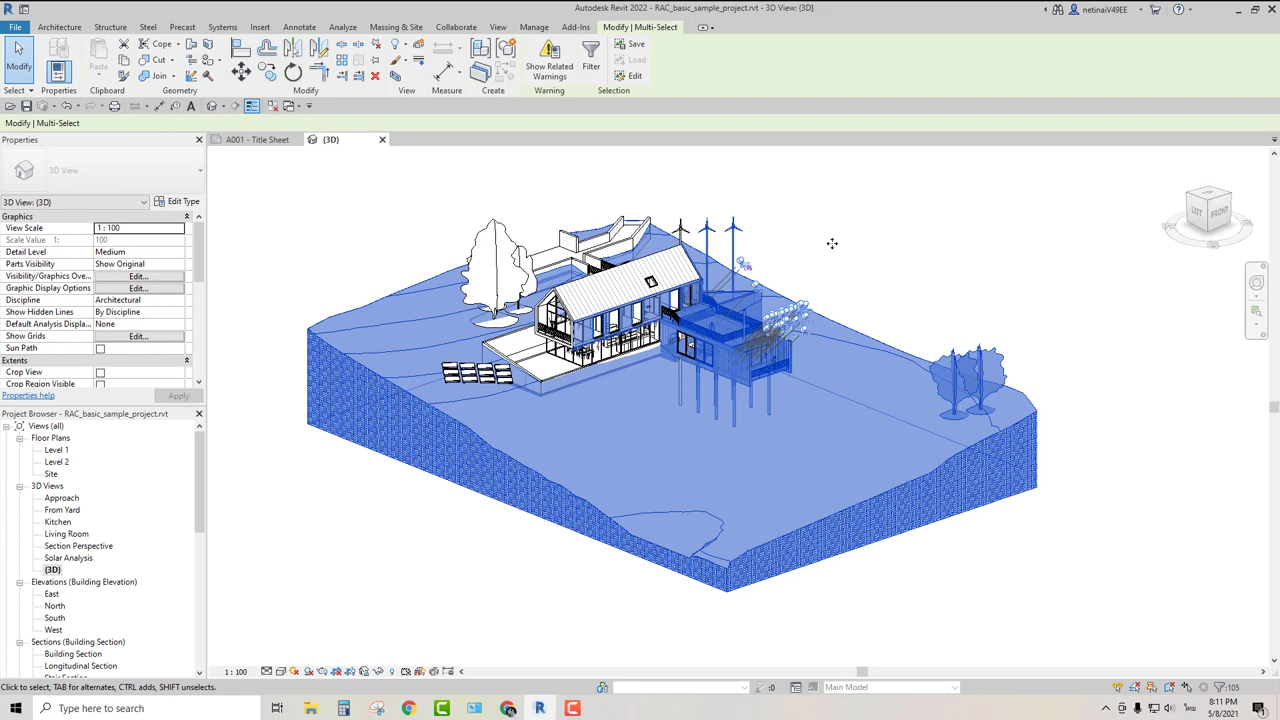 Autodesk Revit 2022 - RAC_basic_sample_project.rvt - 3D View: {3D}
netinaiV49EE
File Architecture Structure Steel Precast Systems Insert Annotate Analyze Massing & Site Collaborate View Manage Add-Ins Modify | Multi-Select
Modify
Select
Properties
Paste
Clipboard
Cope
Cut
Join
Geometry
Modify
View
Measure
Create
Show Related
Warnings
Warning
Filter
Save
Load
Edit
Selection
Modify | Multi-Select
Properties
A001 - Title Sheet
{3D}
3D View
3D View: {3D}
Edit Type
Graphics
View Scale 1 : 100
Scale Value 1: 100
Detail Level Medium
Parts Visibility Show Original
Visibility/Graphics Ov... Edit...
Graphic Display Options Edit...
Discipline Architectural
Show Hidden Lines By Discipline
Default Analysis Displa... None
Show Grids Edit...
Sun Path
Extents
Crop View
Crop Region Visible
Properties help
Apply
Project Browser - RAC_basic_sample_project.rvt
Views (all)
Floor Plans
Level 1
Level 2
Site
3D Views
Approach
From Yard
Kitchen
Living Room
Section Perspective
Solar Analysis
{3D}
Elevations (Building Elevation)
East
North
South
West
Sections (Building Section)
Building Section
Longitudinal Section
TOP
LEFT
FRONT
1 : 100
Click to select, TAB for alternates, CTRL adds, SHIFT unselects.
:0
Main Model
:105
Type here to search
8:11 PM
5/8/2021